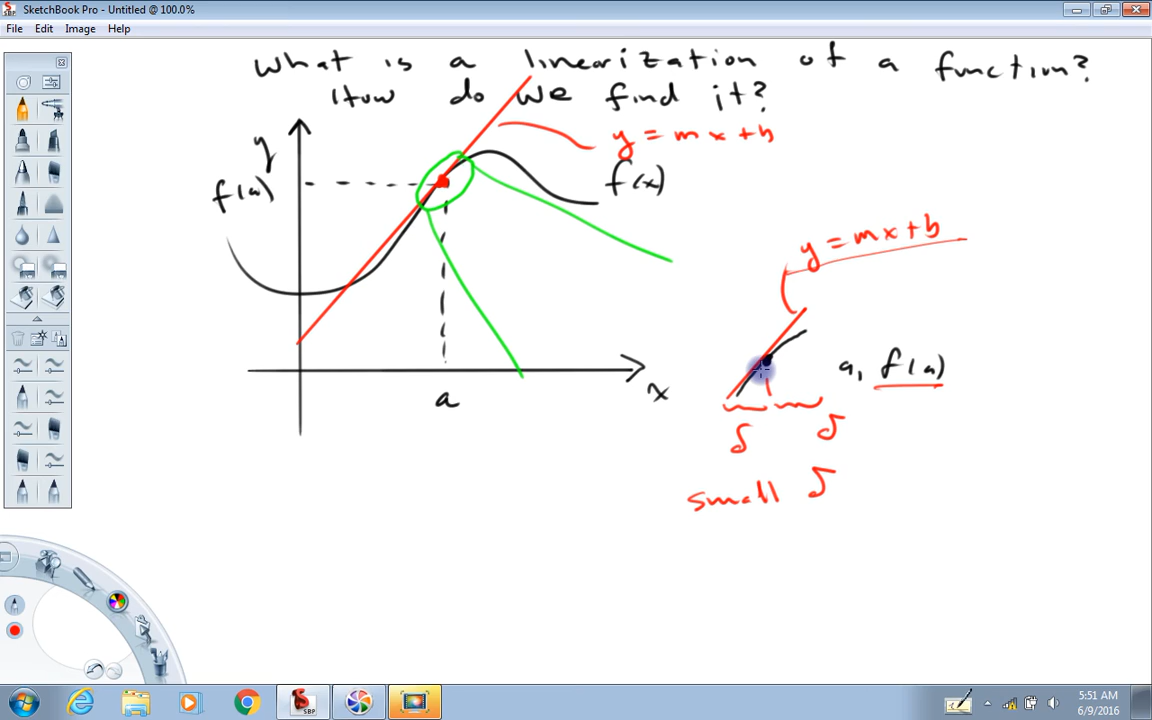 SketchBook Pro - Untitled @ 100.0%
File Edit Image Help
What is a linearization of a function?
How do we find it?
y
y = mx+b
f(a)
f(x)
y = mx+b
a, f(a)
x
a
δ δ
small δ
5:51 AM
6/9/2016